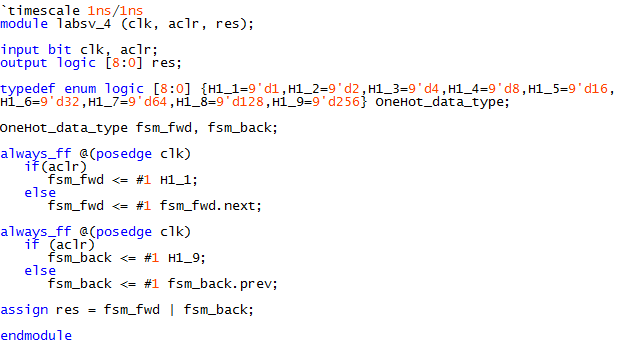 `timescale 1ns/1ns
module labsv_4 (clk, aclr, res);
input bit clk, aclr;
output logic [8:0] res;
typedef enum logic [8:0] {H1_1=9'd1,H1_2=9'd2,H1_3=9'd4,H1_4=9'd8,H1_5=9'd16,
H1_6=9'd32,H1_7=9'd64,H1_8=9'd128,H1_9=9'd256} OneHot_data_type;
OneHot_data_type fsm_fwd, fsm_back;
always_ff @(posedge clk)
if(aclr)
fsm_fwd <= #1 H1_1;
else
fsm_fwd <= #1 fsm_fwd.next;
always_ff @(posedge clk)
if (aclr)
fsm_back <= #1 H1_9;
else
fsm_back <= #1 fsm_back.prev;
assign res = fsm_fwd | fsm_back;
endmodule